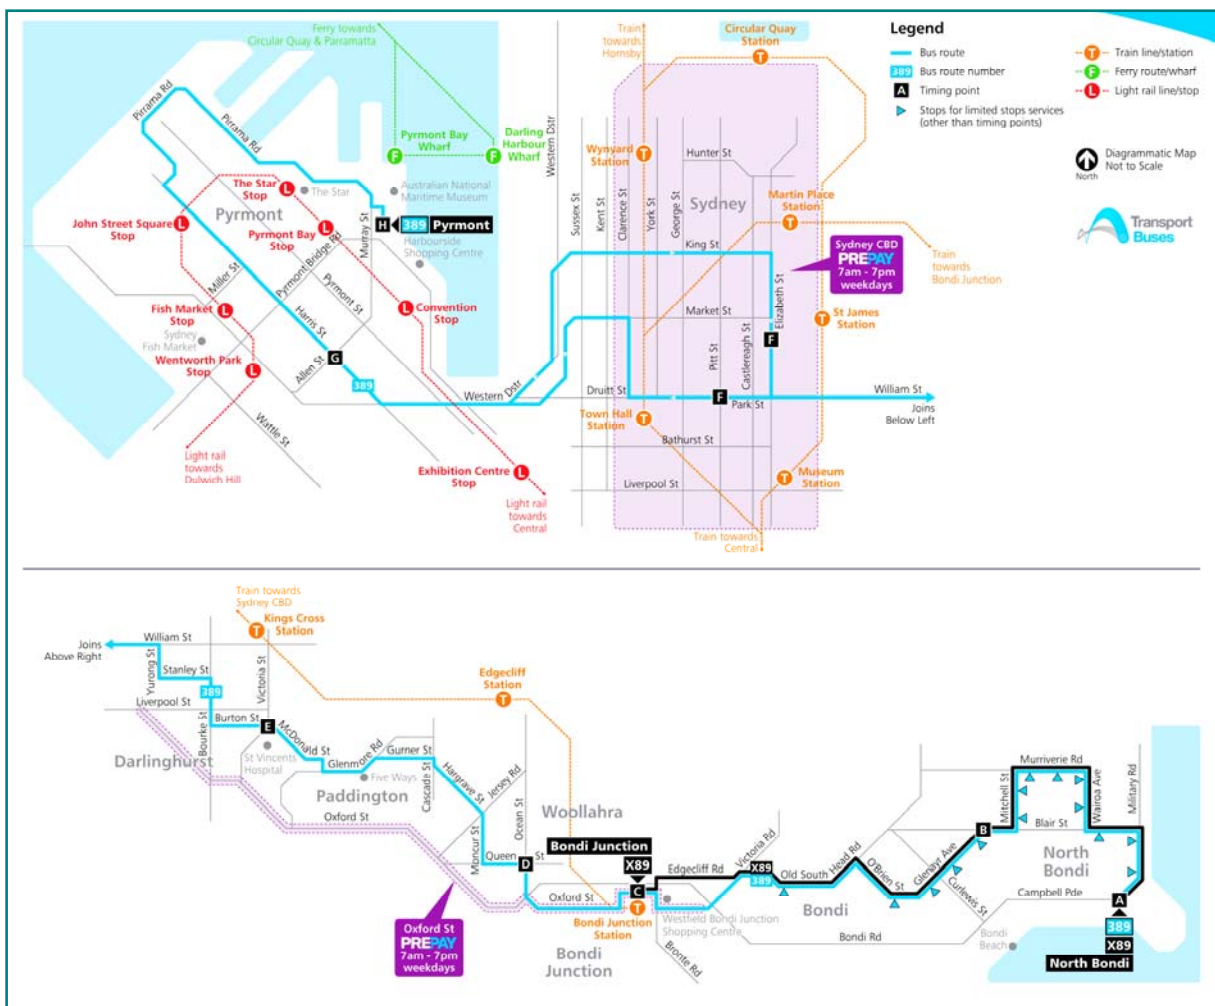 Ferry towards
Circular Quay & Parramatta
Train
towards
Hornsby
Circular Quay
Station
T
Legend
Bus route
389 Bus route number
A Timing point
Stops for limited stops services
(other than timing points)
T Train line/station
F Ferry route/wharf
L Light rail line/stop
North
Diagrammatic Map
Not to Scale
Transport
Buses
Pirrama Rd
Pirrama Rd
Pyrmont Bay
Wharf
F
Darling
Harbour
Wharf
F
Western Dstr
The Star
Stop
L
The Star
Australian National
Maritime Museum
Pyrmont
John Street Square
Stop
L
Pyrmont Bay
Stop
L
H 389 Pyrmont
Murray St
Harbourside
Shopping Centre
Miller St
Pyrmont Bridge Rd
Pyrmont St
Fish Market
Stop
L
Sydney
Fish Market
Harris St
Convention
Stop
L
Wentworth Park
Stop
L
Allen St
G
389
Wattle St
Light rail
towards
Dulwich Hill
Exhibition Centre
Stop
L
Light rail
towards
Central
Western Dstr
Wynyard
Station
T
Hunter St
Sussex St
Kent St
Clarence St
York St
George St
Sydney
Martin Place
Station
T
King St
Sydney CBD
PREPAY
7am - 7pm
weekdays
Train
towards
Bondi Junction
Elizabeth St
Market St
St James
Station
T
Pitt St
Castlereagh St
F
Druitt St
F
Park St
William St
Joins
Below Left
Town Hall
Station
T
Bathurst St
Museum
Station
T
Liverpool St
Train towards
Central
Train towards
Sydney CBD
Kings Cross
Station
T
Joins
Above Right
William St
Yurong St
Stanley St
Victoria St
389
Liverpool St
Bourke St
Burton St
E
Darlinghurst
St Vincents
Hospital
McDonald St
Glenmore Rd
Five Ways
Gurner St
Paddington
Cascade St
Hargrave St
Jersey Rd
Oxford St
Edgecliff
Station
T
Woollahra
Ocean St
Moncur St
Queen St
D
Oxford St
PREPAY
7am - 7pm
weekdays
Bondi Junction
X89
Oxford St
C
T
Bondi Junction
Station
Bondi
Junction
Edgecliff Rd
Westfield Bondi Junction
Shopping Centre
Bronte Rd
Victoria Rd
X89
389
Old South Head Rd
Bondi
Bondi Rd
O'Brien St
Glenayr Ave
Curlewis St
B
Mitchell St
Murriverie Rd
Wairoa Ave
Military Rd
Blair St
North
Bondi
Campbell Pde
A
Bondi
Beach
389
X89
North Bondi